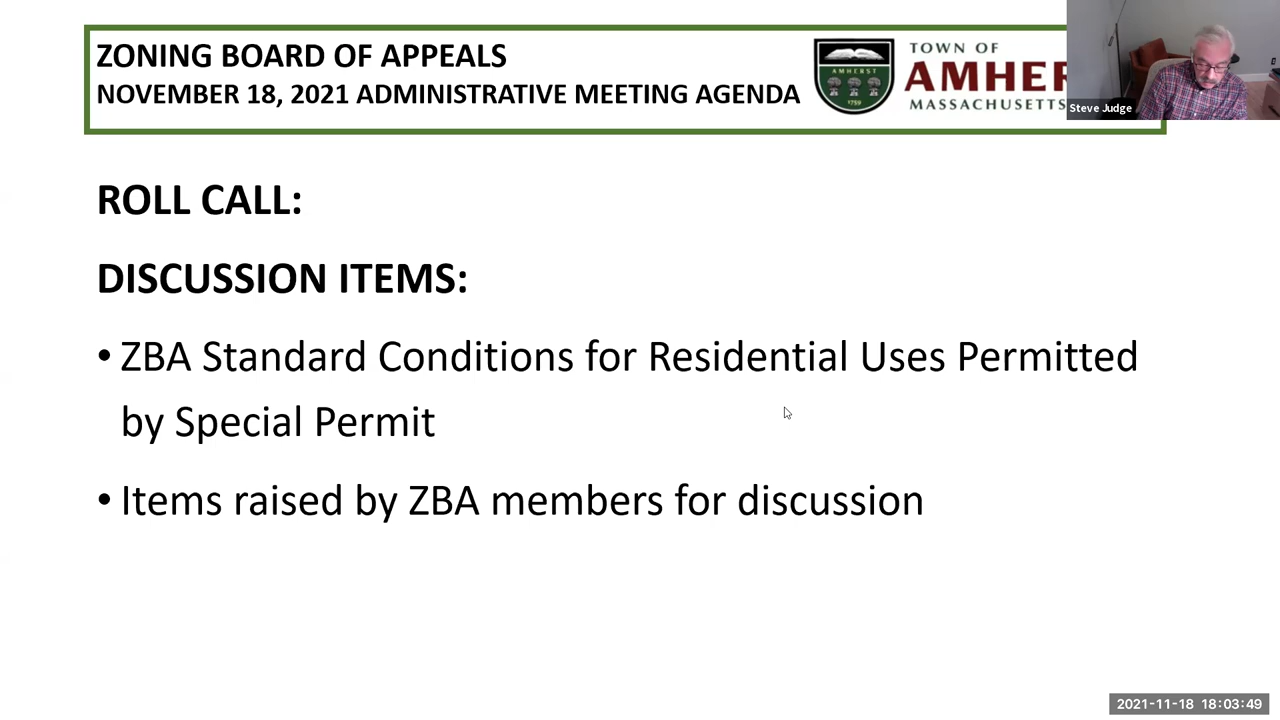 ZONING BOARD OF APPEALS
NOVEMBER 18, 2021 ADMINISTRATIVE MEETING AGENDA
AMHERST
1759
TOWN OF
AMHER
MASSACHUSETTS
Steve Judge
ROLL CALL:
DISCUSSION ITEMS:
• ZBA Standard Conditions for Residential Uses Permitted
by Special Permit
• Items raised by ZBA members for discussion
2021-11-18 18:03:49